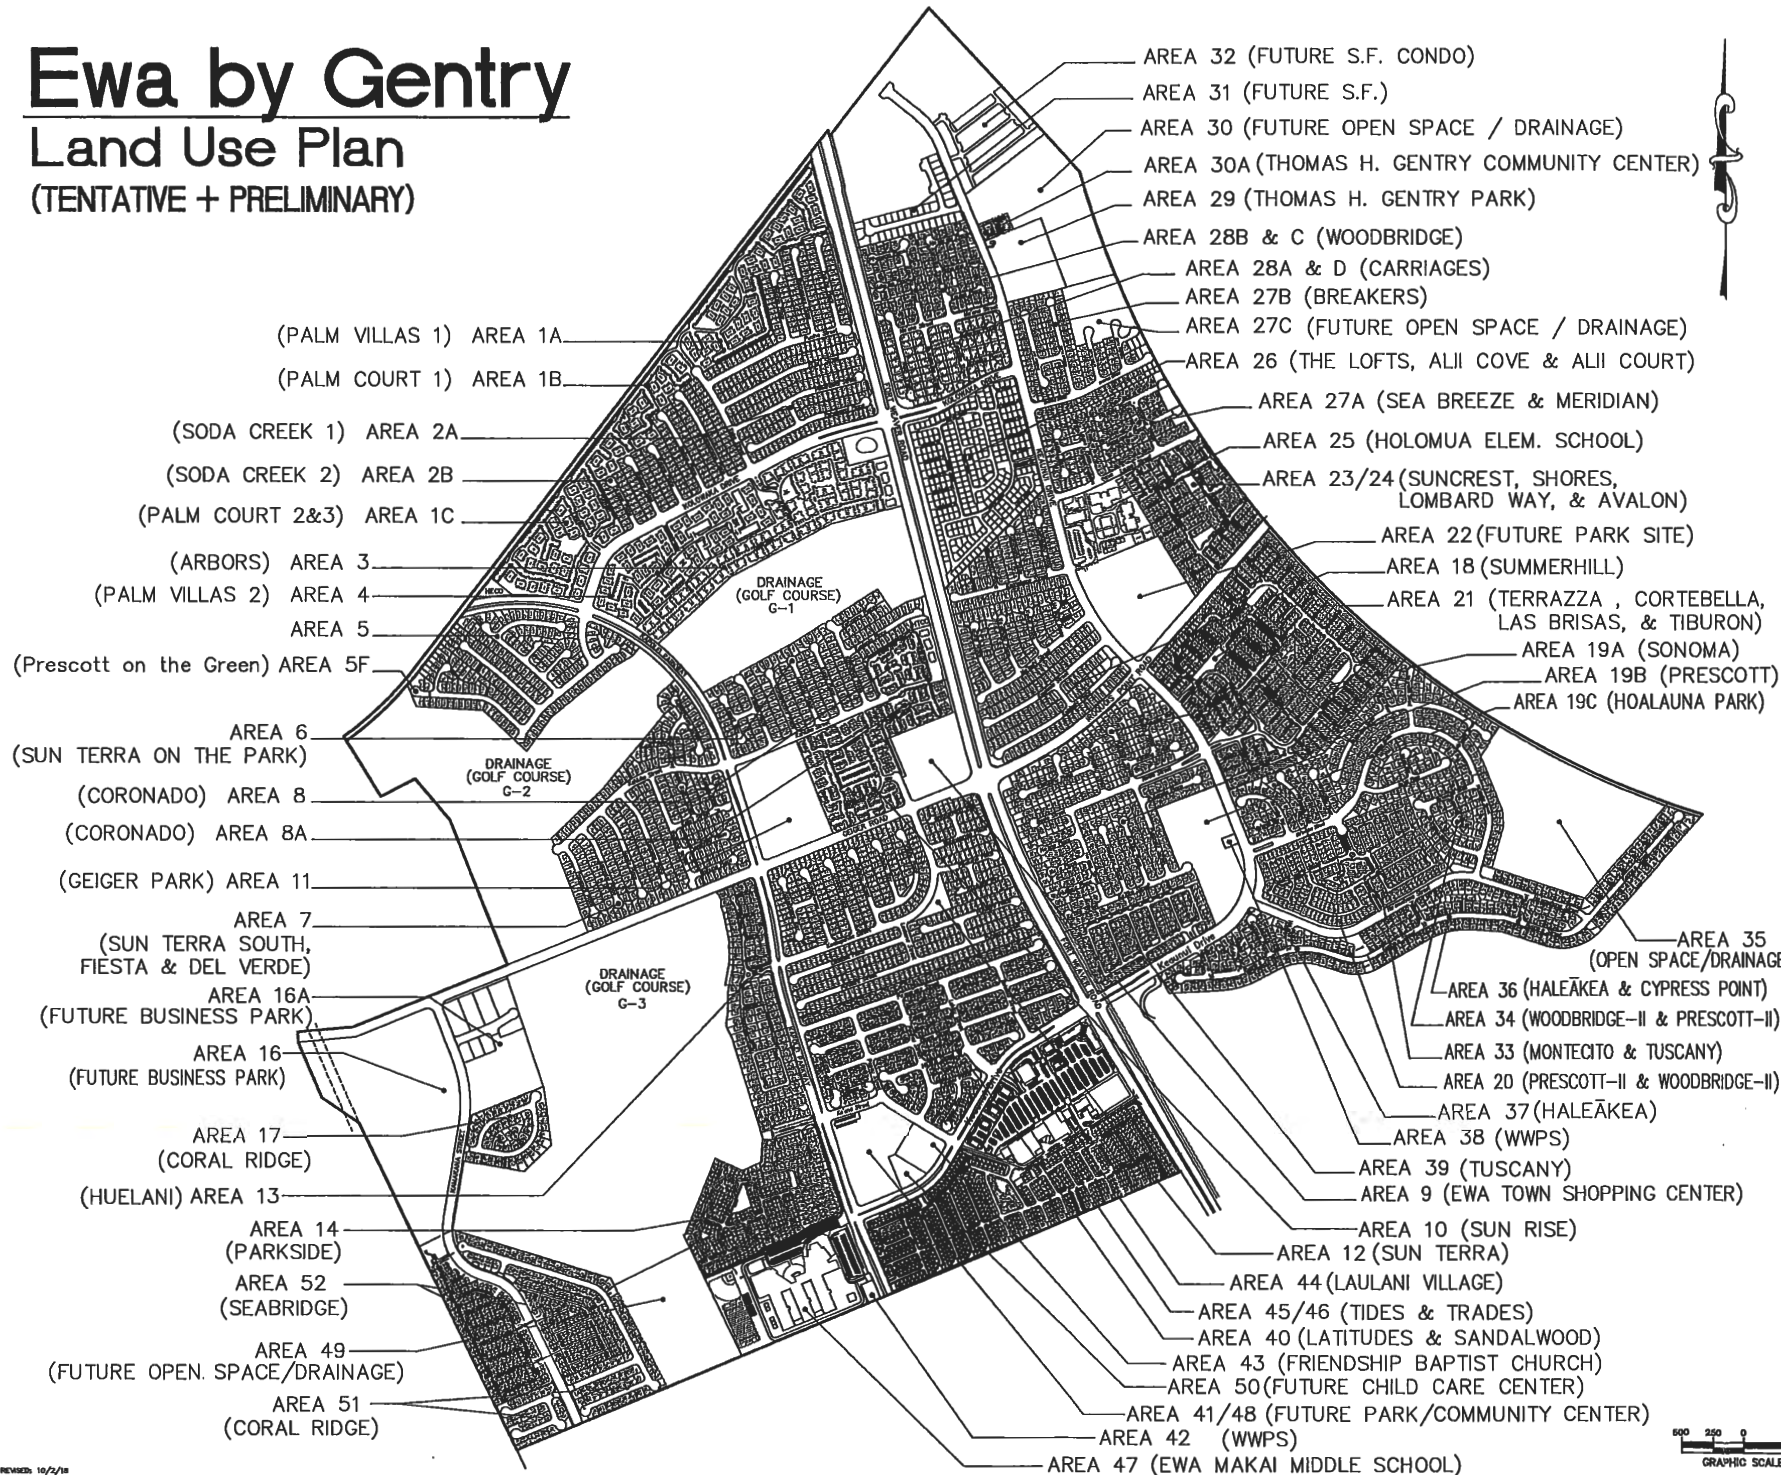 Ewa by Gentry
Land Use Plan
(TENTATIVE + PRELIMINARY)
AREA 32 (FUTURE S.F. CONDO)
AREA 31 (FUTURE S.F.)
AREA 30 (FUTURE OPEN SPACE / DRAINAGE)
AREA 30A (THOMAS H. GENTRY COMMUNITY CENTER)
AREA 29 (THOMAS H. GENTRY PARK)
AREA 28B & C (WOODBRIDGE)
AREA 28A & D (CARRIAGES)
AREA 27B (BREAKERS)
AREA 27C (FUTURE OPEN SPACE / DRAINAGE)
AREA 26 (THE LOFTS, ALII COVE & ALII COURT)
AREA 27A (SEA BREEZE & MERIDIAN)
AREA 25 (HOLOMUA ELEM. SCHOOL)
AREA 23/24 (SUNCREST, SHORES,
LOMBARD WAY, & AVALON)
AREA 22 (FUTURE PARK SITE)
AREA 18 (SUMMERHILL)
AREA 21 (TERRAZZA , CORTEBELLA,
LAS BRISAS, & TIBURON)
AREA 19A (SONOMA)
AREA 19B (PRESCOTT)
AREA 19C (HOALAUNA PARK)
(PALM VILLAS 1) AREA 1A
(PALM COURT 1) AREA 1B
(SODA CREEK 1) AREA 2A
(SODA CREEK 2) AREA 2B
(PALM COURT 2&3) AREA 1C
(ARBORS) AREA 3
(PALM VILLAS 2) AREA 4
AREA 5
(Prescott on the Green) AREA 5F
AREA 6
(SUN TERRA ON THE PARK)
(CORONADO) AREA 8
(CORONADO) AREA 8A
(GEIGER PARK) AREA 11
AREA 7
(SUN TERRA SOUTH,
FIESTA & DEL VERDE)
AREA 16A
(FUTURE BUSINESS PARK)
AREA 16
(FUTURE BUSINESS PARK)
AREA 17
(CORAL RIDGE)
(HUELANI) AREA 13
AREA 14
(PARKSIDE)
AREA 52
(SEABRIDGE)
AREA 49
(FUTURE OPEN. SPACE/DRAINAGE)
AREA 51
(CORAL RIDGE)
HECO
DRAINAGE
(GOLF COURSE)
G-1
DRAINAGE
(GOLF COURSE)
G-2
DRAINAGE
(GOLF COURSE)
G-3
Keaunui Drive
AREA 35
(OPEN SPACE/DRAINAGE
AREA 36 (HALEĀKEA & CYPRESS POINT)
AREA 34 (WOODBRIDGE-II & PRESCOTT-II)
AREA 33 (MONTECITO & TUSCANY)
AREA 20 (PRESCOTT-II & WOODBRIDGE-II)
AREA 37 (HALEĀKEA)
AREA 38 (WWPS)
AREA 39 (TUSCANY)
AREA 9 (EWA TOWN SHOPPING CENTER)
AREA 10 (SUN RISE)
AREA 12 (SUN TERRA)
AREA 44 (LAULANI VILLAGE)
AREA 45/46 (TIDES & TRADES)
AREA 40 (LATITUDES & SANDALWOOD)
AREA 43 (FRIENDSHIP BAPTIST CHURCH)
AREA 50 (FUTURE CHILD CARE CENTER)
AREA 41/48 (FUTURE PARK/COMMUNITY CENTER)
AREA 42 (WWPS)
AREA 47 (EWA MAKAI MIDDLE SCHOOL)
500 250 0
GRAPHIC SCALE
REVISED: 10/2/18